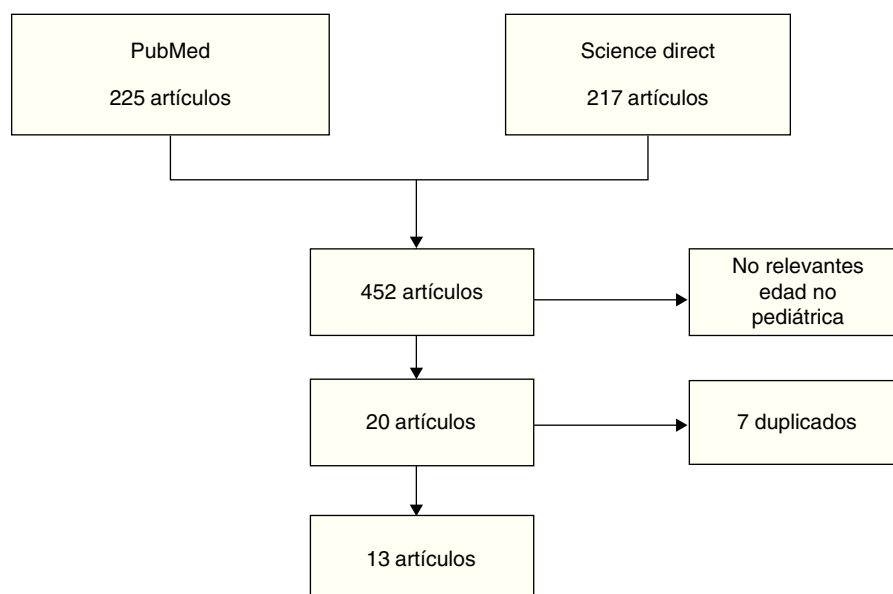 PubMed
225 artículos
Science direct
217 artículos
452 artículos
No relevantes
edad no
pediátrica
20 artículos
7 duplicados
13 artículos